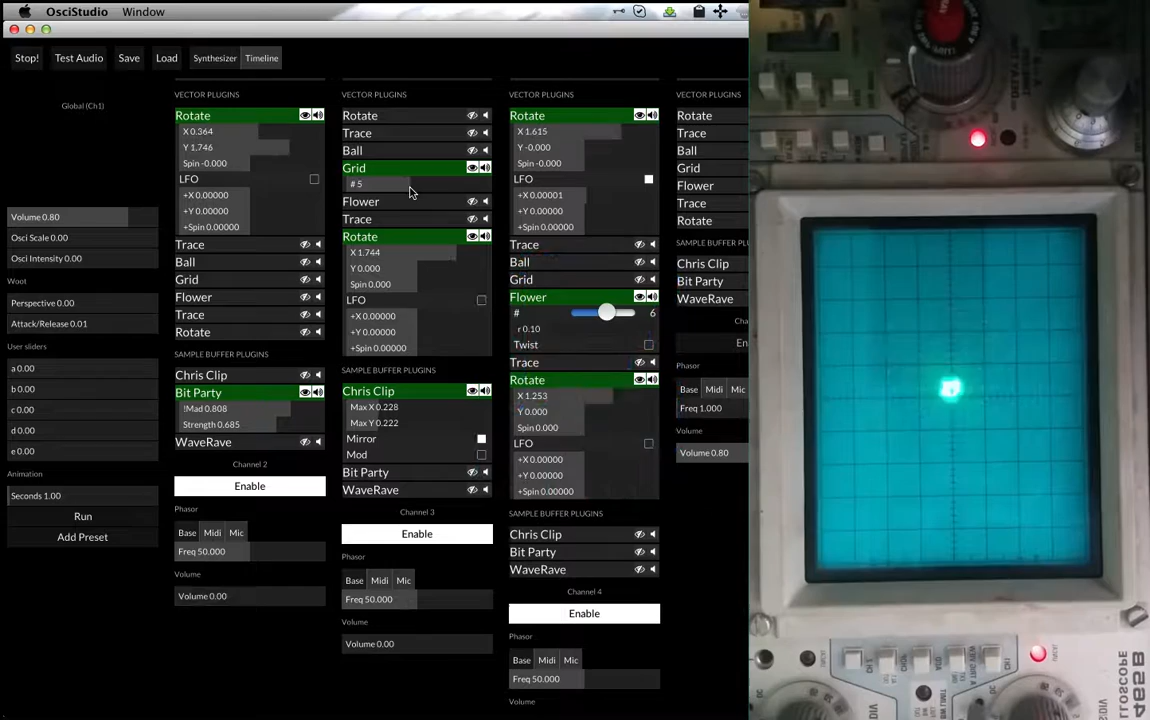 OsciStudio Window
Stop! Test Audio Save Load Synthesizer Timeline
Global (Ch1)
Volume 0.80
Osci Scale 0.00
Osci Intensity 0.00
Woot
Perspective 0.00
Attack/Release 0.01
User sliders
a 0.00
b 0.00
c 0.00
d 0.00
e 0.00
Animation
Seconds 1.00
Run
Add Preset
VECTOR PLUGINS
Rotate
X 0.364
Y 1.746
Spin -0.000
LFO
+X 0.00000
+Y 0.00000
+Spin 0.00000
Trace
Ball
Grid
Flower
Trace
Rotate
SAMPLE BUFFER PLUGINS
Chris Clip
Bit Party
!Mad 0.808
Strength 0.685
WaveRave
Channel 2
Enable
Phasor
Base Midi Mic
Freq 50.000
Volume
Volume 0.00
VECTOR PLUGINS
Rotate
Trace
Ball
Grid
# 5
Flower
Trace
Rotate
X 1.744
Y 0.000
Spin 0.000
LFO
+X 0.00000
+Y 0.00000
+Spin 0.00000
SAMPLE BUFFER PLUGINS
Chris Clip
Max X 0.228
Max Y 0.222
Mirror
Mod
Bit Party
WaveRave
Channel 3
Enable
Phasor
Base Midi Mic
Freq 50.000
Volume
Volume 0.00
VECTOR PLUGINS
Rotate
X 1.615
Y -0.000
Spin -0.000
LFO
+X 0.00001
+Y 0.00000
+Spin 0.00000
Trace
Ball
Grid
Flower
# 6
r 0.10
Twist
Trace
Rotate
X 1.253
Y 0.000
Spin 0.000
LFO
+X 0.00000
+Y 0.00000
+Spin 0.00000
SAMPLE BUFFER PLUGINS
Chris Clip
Bit Party
WaveRave
Channel 4
Enable
Phasor
Base Midi Mic
Freq 50.000
Volume
VECTOR PLUGINS
Rotate
Trace
Ball
Grid
Flower
Trace
Rotate
SAMPLE BUFFER PLU
Chris Clip
Bit Party
WaveRave
Cha
En
Phasor
Base Midi Mic
Freq 1.000
Volume
Volume 0.80
465B